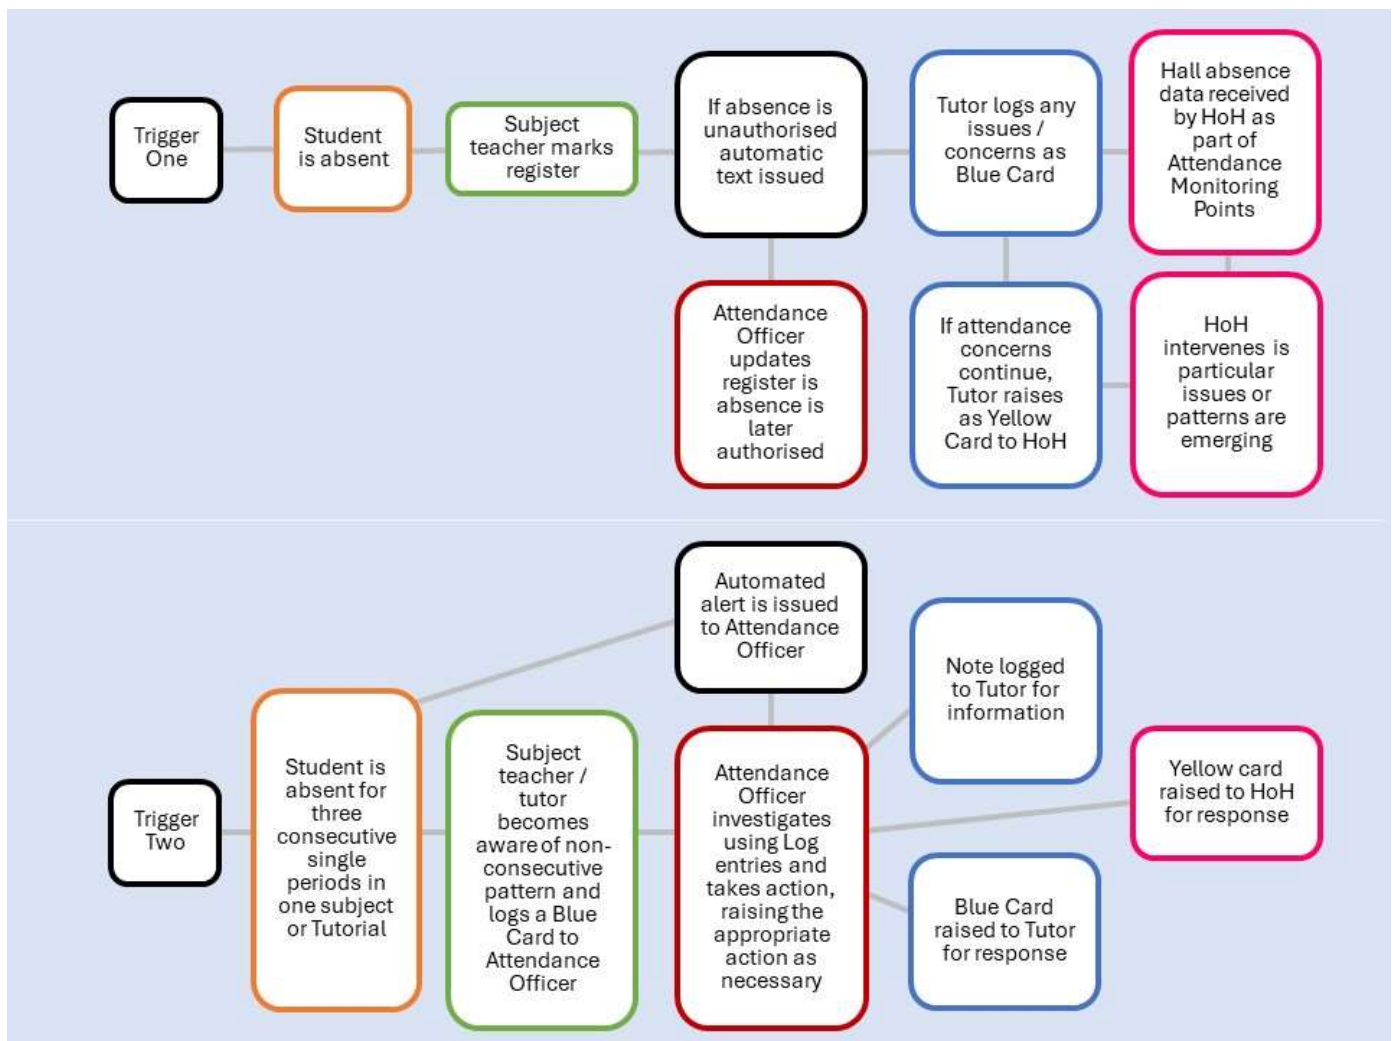 Trigger
One
Student
is absent
Subject
teacher marks
register
If absence is
unauthorised
automatic
text issued
Tutor logs any
issues /
concerns as
Blue Card
Hall absence
data received
by HoH as
part of
Attendance
Monitoring
Points
Attendance
Officer
updates
register is
absence is
later
authorised
If attendance
concerns
continue,
Tutor raises
as Yellow
Card to HoH
HoH
intervenes is
particular
issues or
patterns are
emerging
Trigger
Two
Student is
absent for
three
consecutive
single
periods in
one subject
or Tutorial
Automated
alert is issued
to Attendance
Officer
Subject
teacher /
tutor
becomes
aware of non-
consecutive
pattern and
logs a Blue
Card to
Attendance
Officer
Attendance
Officer
investigates
using Log
entries and
takes action,
raising the
appropriate
action as
necessary
Note logged
to Tutor for
information
Yellow card
raised to HoH
for response
Blue Card
raised to Tutor
for response